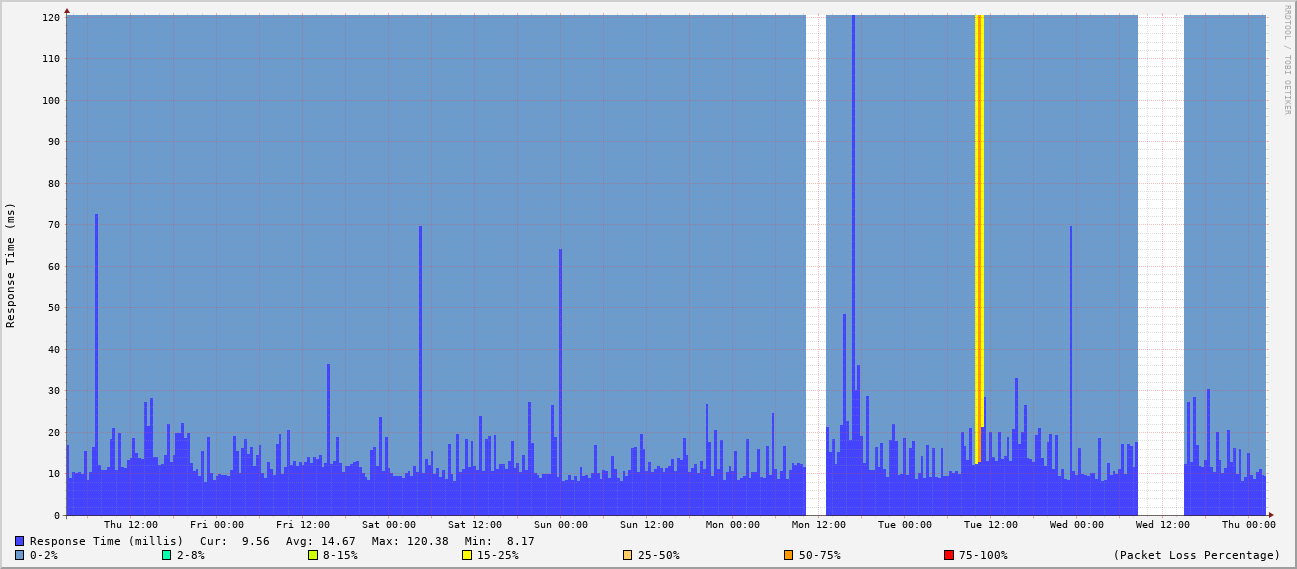 RRDTOOL / TOBI OETIKER
Response Time (ms)
120
110
100
90
80
70
60
50
40
30
20
10
0
Thu 12:00 Fri 00:00 Fri 12:00 Sat 00:00 Sat 12:00 Sun 00:00 Sun 12:00 Mon 00:00 Mon 12:00 Tue 00:00 Tue 12:00 Wed 00:00 Wed 12:00 Thu 00:00
Response Time (millis) Cur: 9.56 Avg: 14.67 Max: 120.38 Min: 8.17
0-2% 2-8% 8-15% 15-25% 25-50% 50-75% 75-100% (Packet Loss Percentage)